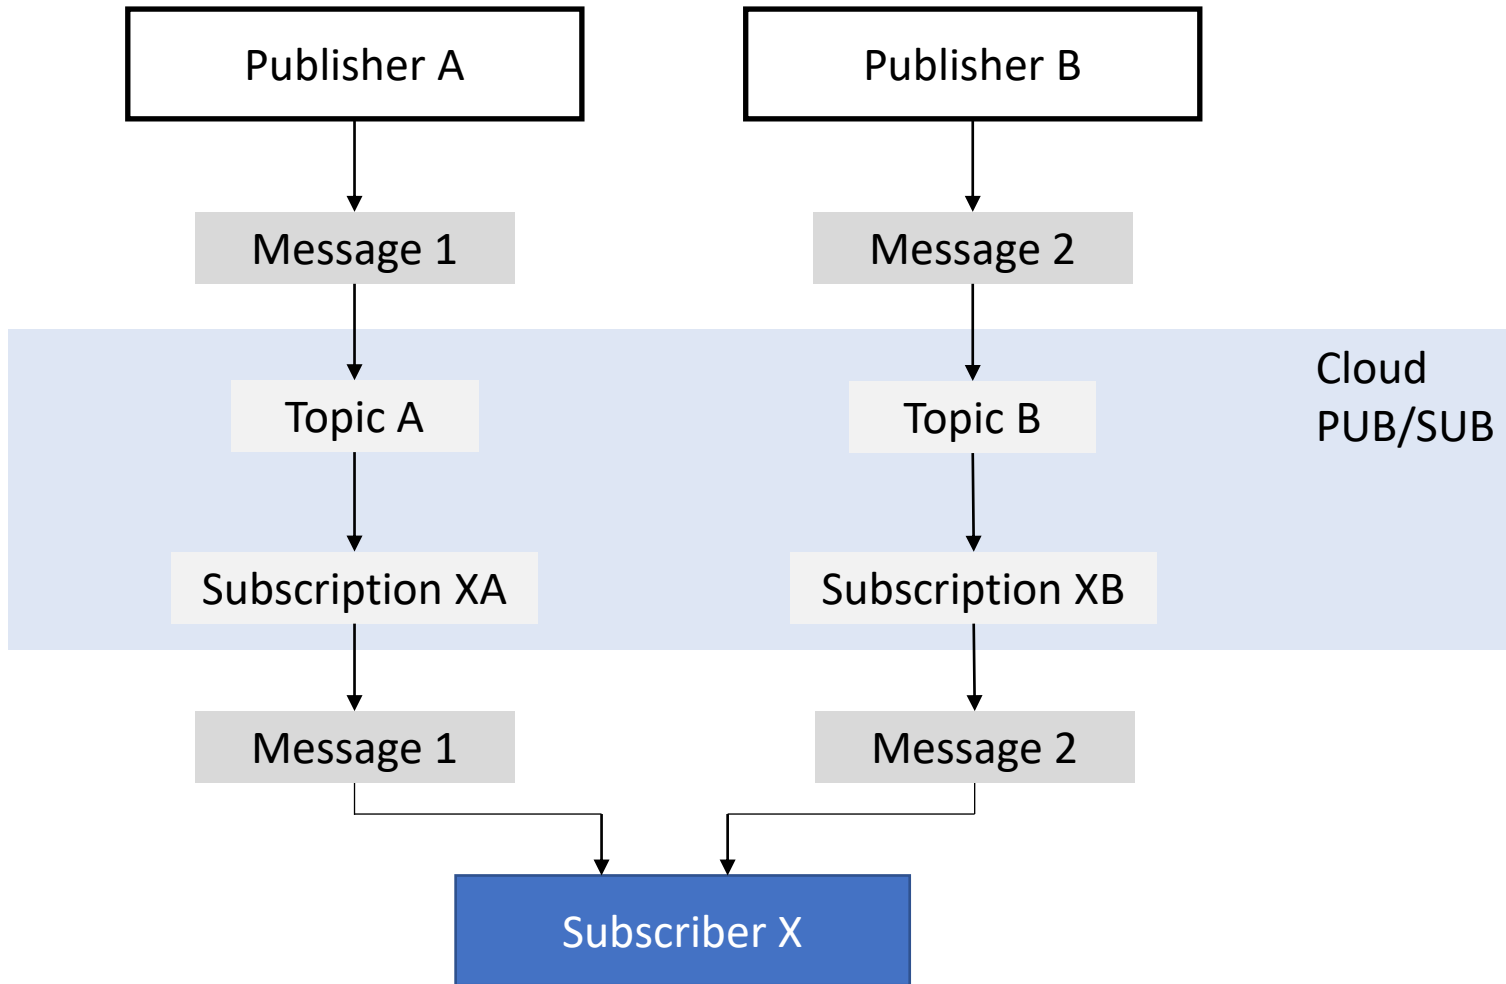 Publisher A
Publisher B
Message 1
Message 2
Cloud
PUB/SUB
Topic A
Topic B
Subscription XA
Subscription XB
Message 1
Message 2
Subscriber X